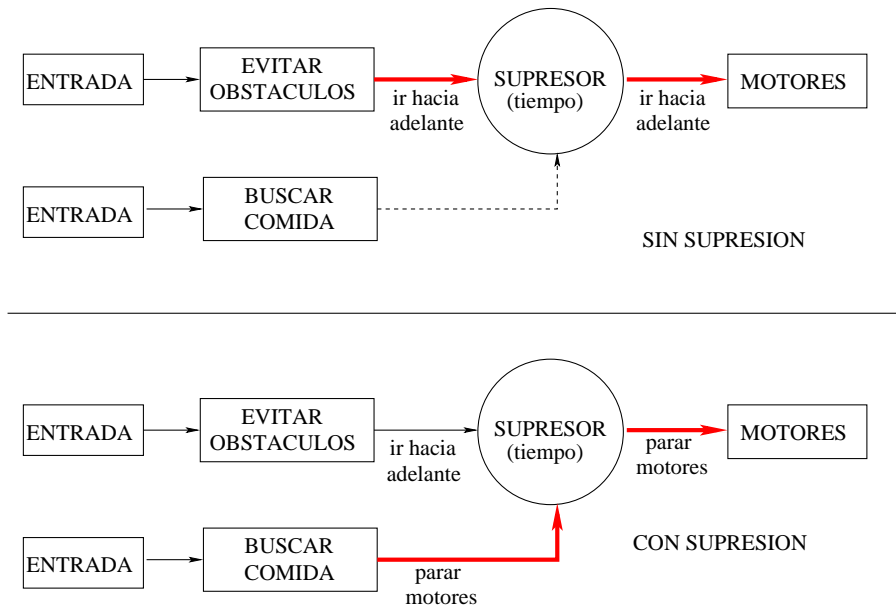 ENTRADA
EVITAR
OBSTACULOS
ir hacia
adelante
SUPRESOR
(tiempo)
ir hacia
adelante
MOTORES
ENTRADA
BUSCAR
COMIDA
SIN SUPRESION
ENTRADA
EVITAR
OBSTACULOS
ir hacia
adelante
SUPRESOR
(tiempo)
parar
motores
MOTORES
ENTRADA
BUSCAR
COMIDA
parar
motores
CON SUPRESION